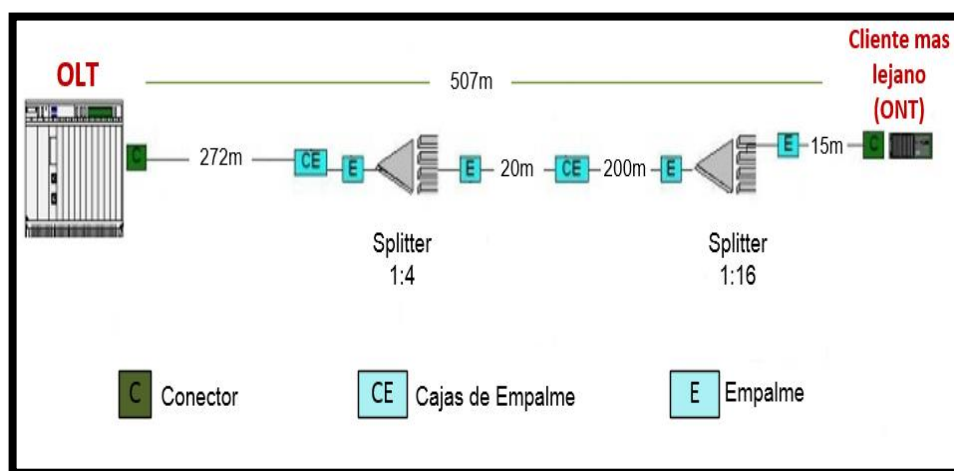 OLT
507m
Cliente mas
lejano
(ONT)
C
272m
CE
E
E
20m
CE
200m
E
E
15m
C
Splitter
1:4
Splitter
1:16
C Conector
CE Cajas de Empalme
E Empalme